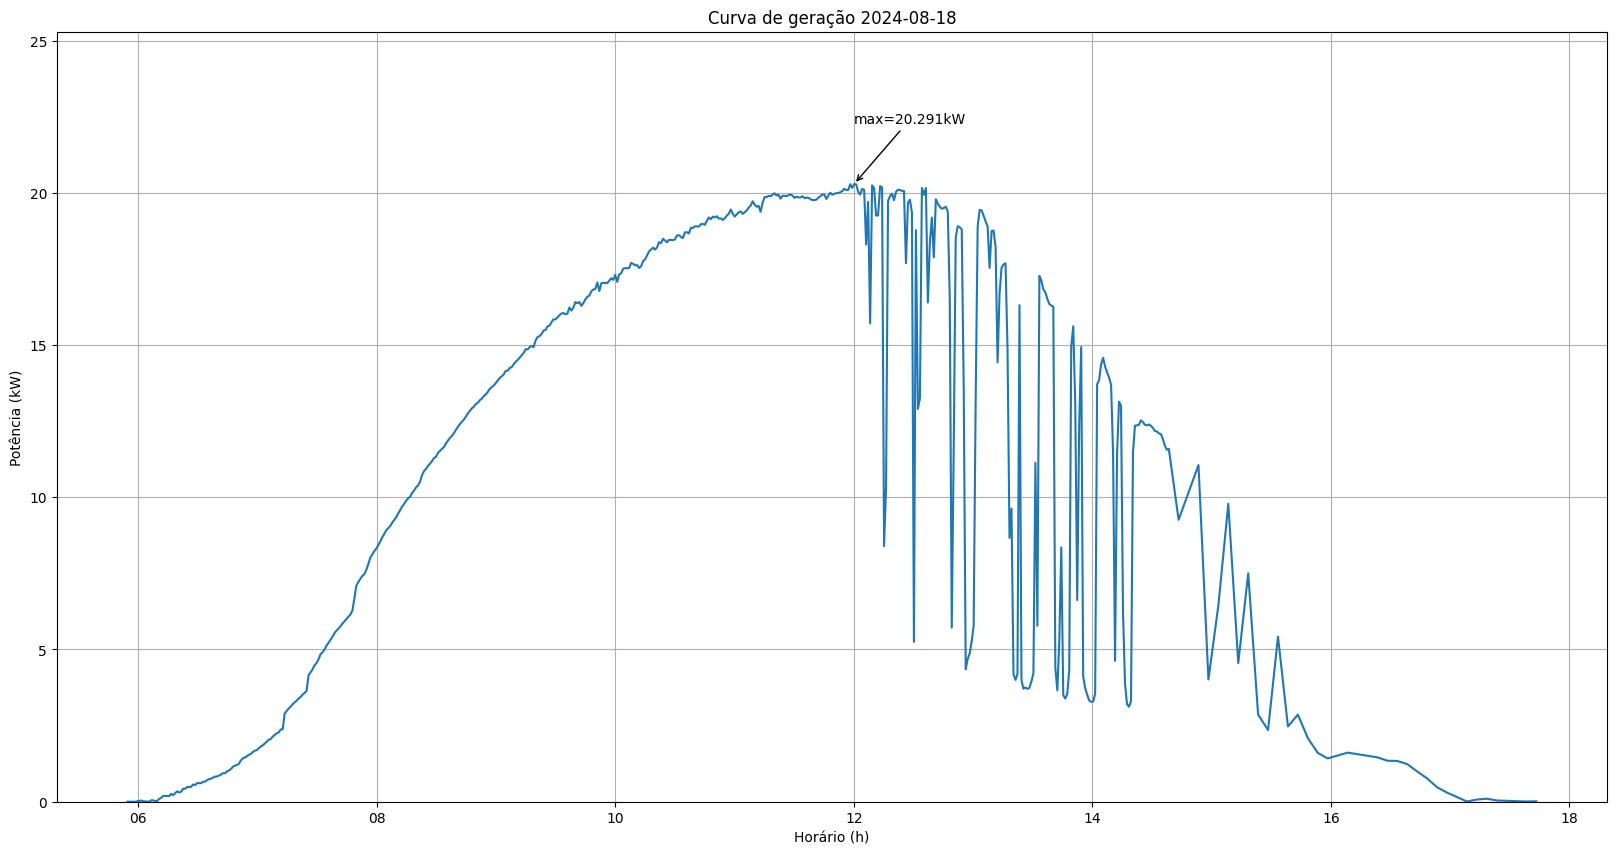 Curva de geração 2024-08-18
25
max=20.291kW
20
15
Potência (kW)
10
5
0
06 08 10 12 14 16 18
Horário (h)